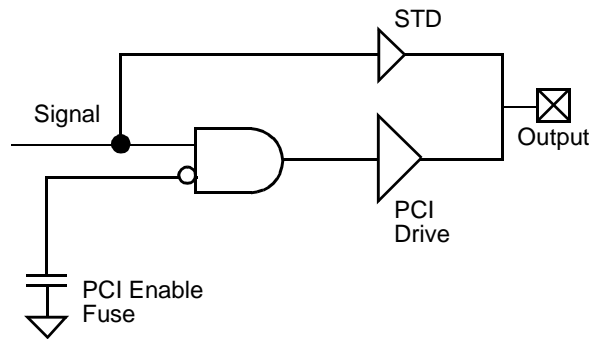 STD
Signal
Output
PCI
Drive
PCI Enable
Fuse